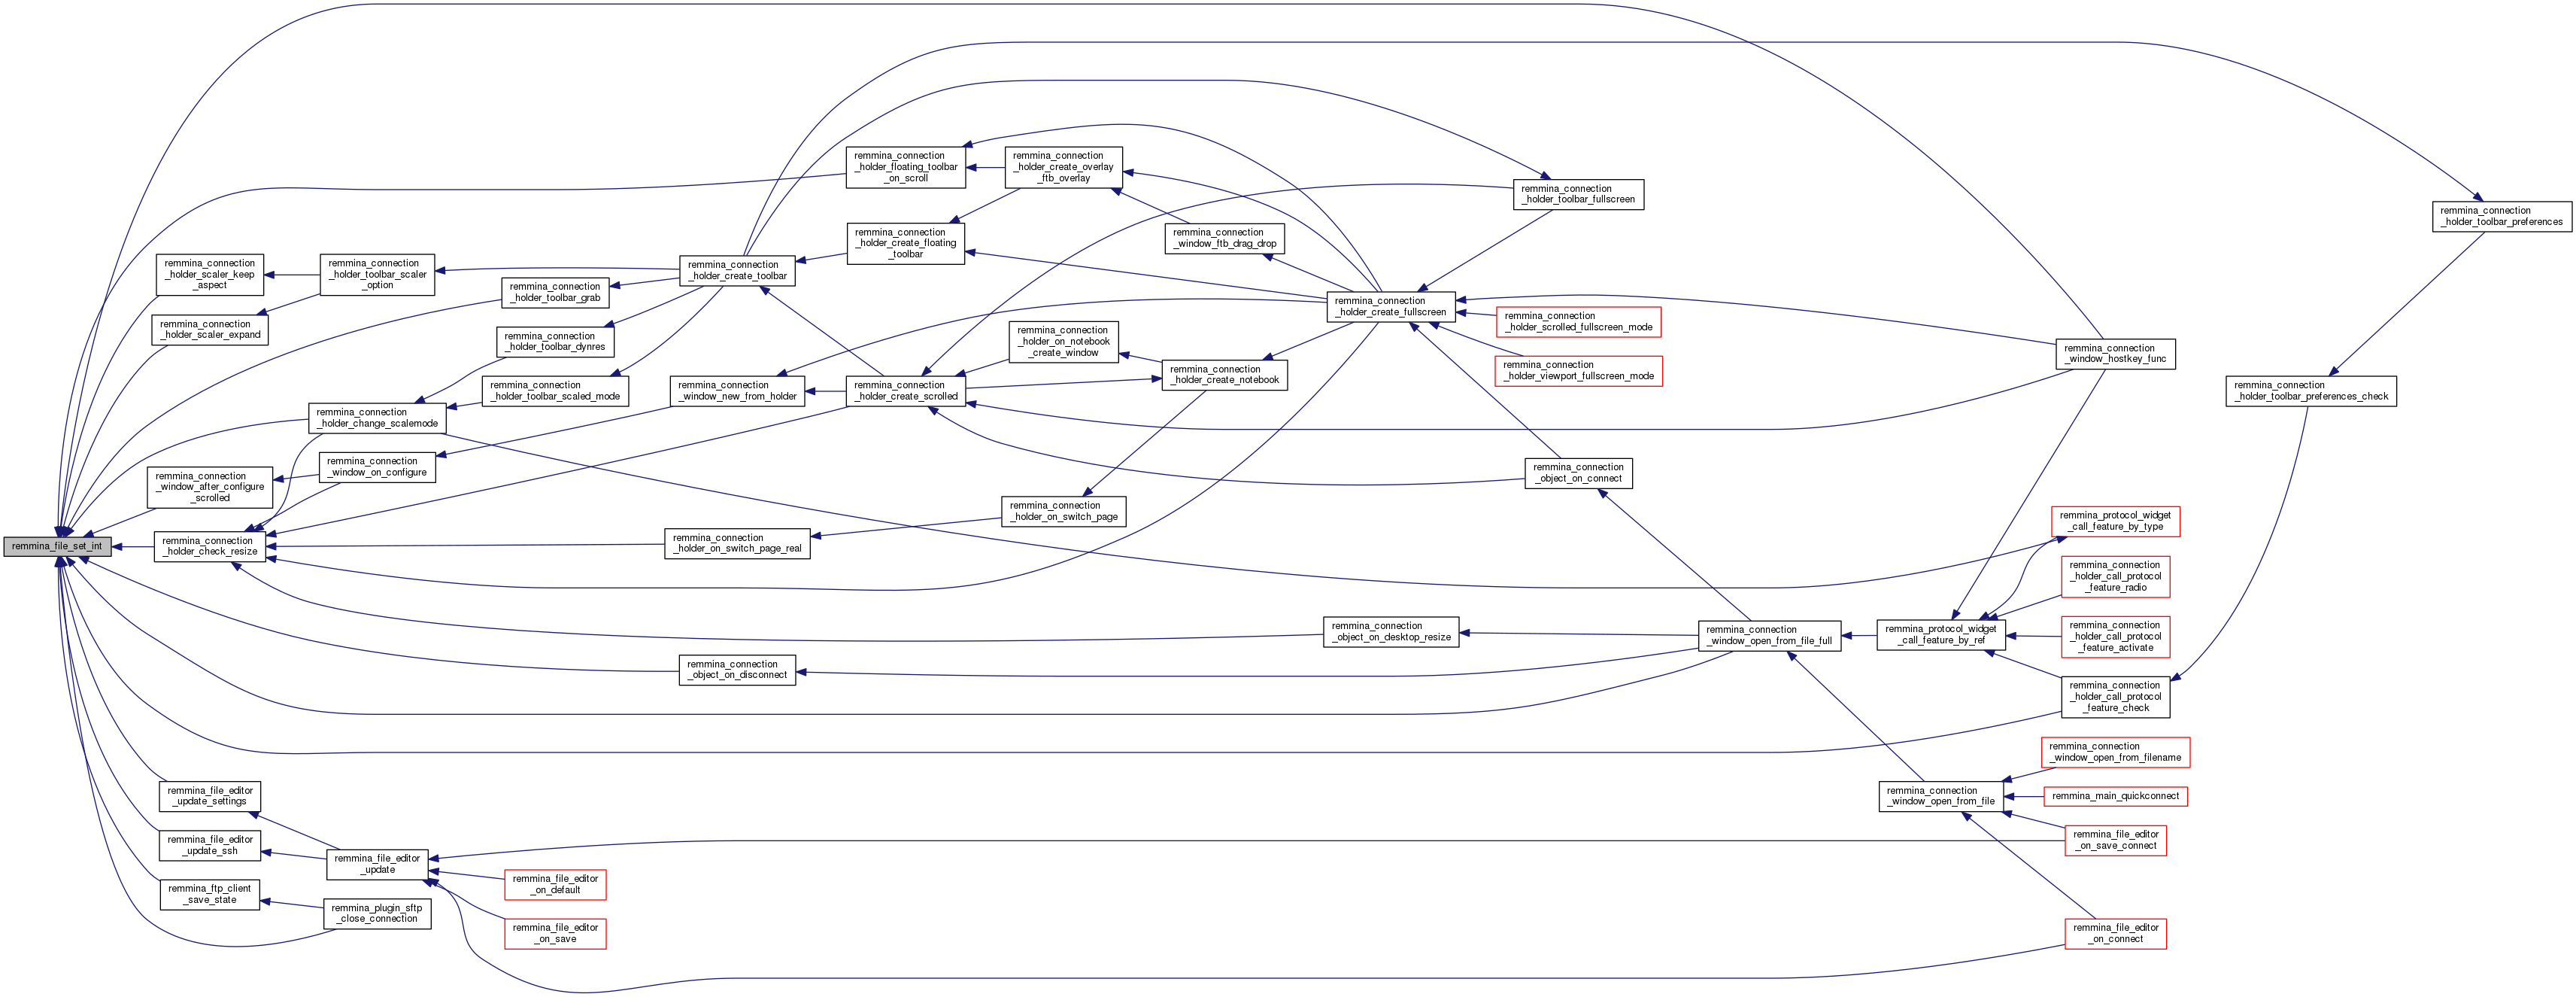 remmina_file_set_int
remmina_connection
_holder_scaler_keep
_aspect
remmina_connection
_holder_scaler_expand
remmina_connection
_window_after_configure
_scrolled
remmina_connection
_holder_check_resize
remmina_file_editor
_update_settings
remmina_file_editor
_update_ssh
remmina_ftp_client
_save_state
remmina_connection
_holder_toolbar_scaler
_option
remmina_connection
_holder_change_scalemode
remmina_connection
_window_on_configure
remmina_file_editor
_update
remmina_plugin_sftp
_close_connection
remmina_connection
_holder_toolbar_grab
remmina_connection
_holder_toolbar_dynres
remmina_connection
_holder_toolbar_scaled_mode
remmina_file_editor
_on_default
remmina_file_editor
_on_save
remmina_connection
_holder_create_toolbar
remmina_connection
_window_new_from_holder
remmina_connection
_holder_on_switch_page_real
remmina_connection
_object_on_disconnect
remmina_connection
_holder_floating_toolbar
_on_scroll
remmina_connection
_holder_create_floating
_toolbar
remmina_connection
_holder_create_scrolled
remmina_connection
_holder_create_overlay
_ftb_overlay
remmina_connection
_holder_on_notebook
_create_window
remmina_connection
_holder_on_switch_page
remmina_connection
_window_ftb_drag_drop
remmina_connection
_holder_create_notebook
remmina_connection
_holder_create_fullscreen
remmina_connection
_object_on_desktop_resize
remmina_connection
_holder_toolbar_fullscreen
remmina_connection
_holder_scrolled_fullscreen_mode
remmina_connection
_holder_viewport_fullscreen_mode
remmina_connection
_object_on_connect
remmina_connection
_window_open_from_file_full
remmina_protocol_widget
_call_feature_by_ref
remmina_connection
_window_open_from_file
remmina_connection
_window_hostkey_func
remmina_protocol_widget
_call_feature_by_type
remmina_connection
_holder_call_protocol
_feature_radio
remmina_connection
_holder_call_protocol
_feature_activate
remmina_connection
_holder_call_protocol
_feature_check
remmina_connection
_window_open_from_filename
remmina_main_quickconnect
remmina_file_editor
_on_save_connect
remmina_file_editor
_on_connect
remmina_connection
_holder_toolbar_preferences_check
remmina_connection
_holder_toolbar_preferences